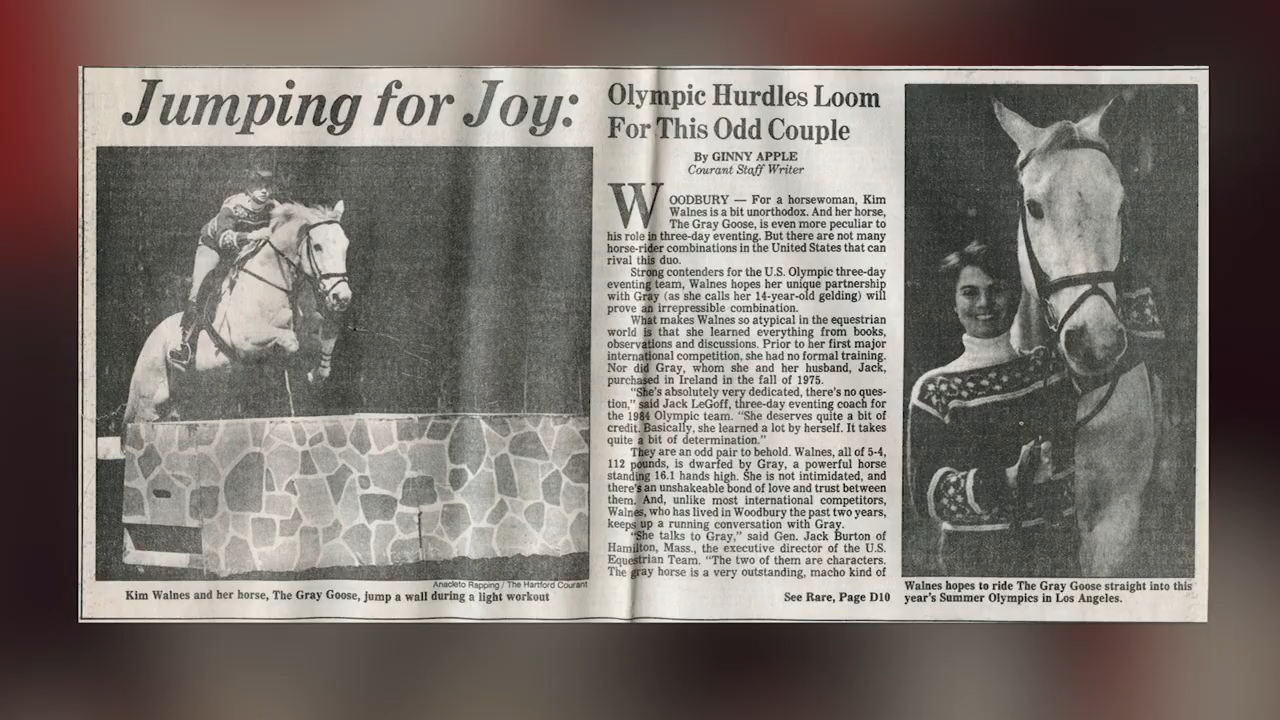 Jumping for Joy:
Anacleto Rapping / The Hartford Courant
Kim Walnes and her horse, The Gray Goose, jump a wall during a light workout
Olympic Hurdles Loom
For This Odd Couple
By GINNY APPLE
Courant Staff Writer
WOODBURY — For a horsewoman, Kim
Walnes is a bit unorthodox. And her horse,
The Gray Goose, is even more peculiar to
his role in three-day eventing. But there are not many
horse-rider combinations in the United States that can
rival this duo.
Strong contenders for the U.S. Olympic three-day
eventing team, Walnes hopes her unique partnership
with Gray (as she calls her 14-year-old gelding) will
prove an irrepressible combination.
What makes Walnes so atypical in the equestrian
world is that she learned everything from books,
observations and discussions. Prior to her first major
international competition, she had no formal training.
Nor did Gray, whom she and her husband, Jack,
purchased in Ireland in the fall of 1975.
"She's absolutely very dedicated, there's no ques-
tion," said Jack LeGoff, three-day eventing coach for
the 1984 Olympic team. "She deserves quite a bit of
credit. Basically, she learned a lot by herself. It takes
quite a bit of determination."
They are an odd pair to behold. Walnes, all of 5-4,
112 pounds, is dwarfed by Gray, a powerful horse
standing 16.1 hands high. She is not intimidated, and
there's an unshakeable bond of love and trust between
them. And, unlike most international competitors,
Walnes, who has lived in Woodbury the past two years,
keeps up a running conversation with Gray.
"She talks to Gray," said Gen. Jack Burton of
Hamilton, Mass., the executive director of the U.S.
Equestrian Team. "The two of them are characters.
The gray horse is a very outstanding, macho kind of
See Rare, Page D10
Walnes hopes to ride The Gray Goose straight into this
year's Summer Olympics in Los Angeles.